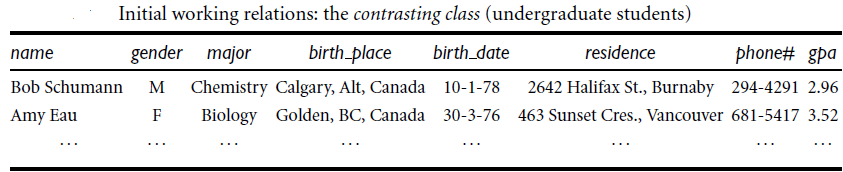 Initial working relations: the contrasting class (undergraduate students)
name gender major birth_place birth_date residence phone# gpa
Bob Schumann M Chemistry Calgary, Alt, Canada 10-1-78 2642 Halifax St., Burnaby 294-4291 2.96
Amy Eau F Biology Golden, BC, Canada 30-3-76 463 Sunset Cres., Vancouver 681-5417 3.52
... ... ... ... ... ... ... ...